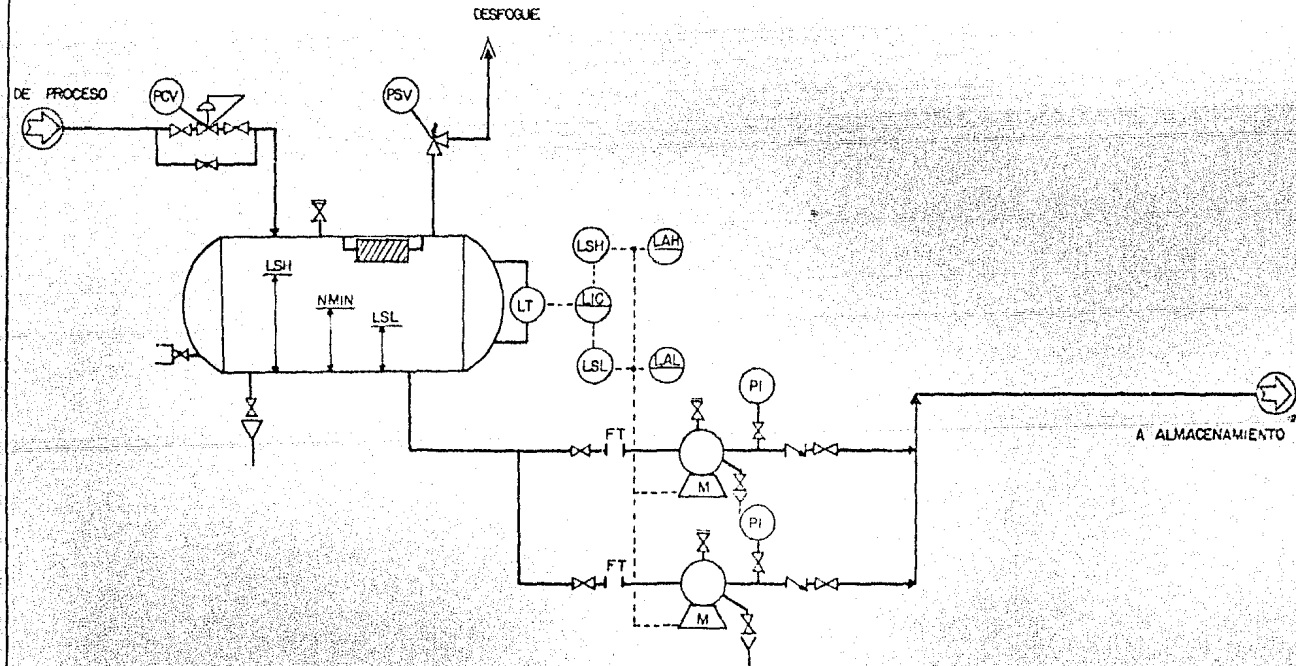 DESFOGUE
DE PROCESO
PCV
PSV
LSH
LAH
LSH
NMIN
LT
LIC
LSL
LSL
LAL
PI
A ALMACENAMIENTO
FT
M
PI
FT
M